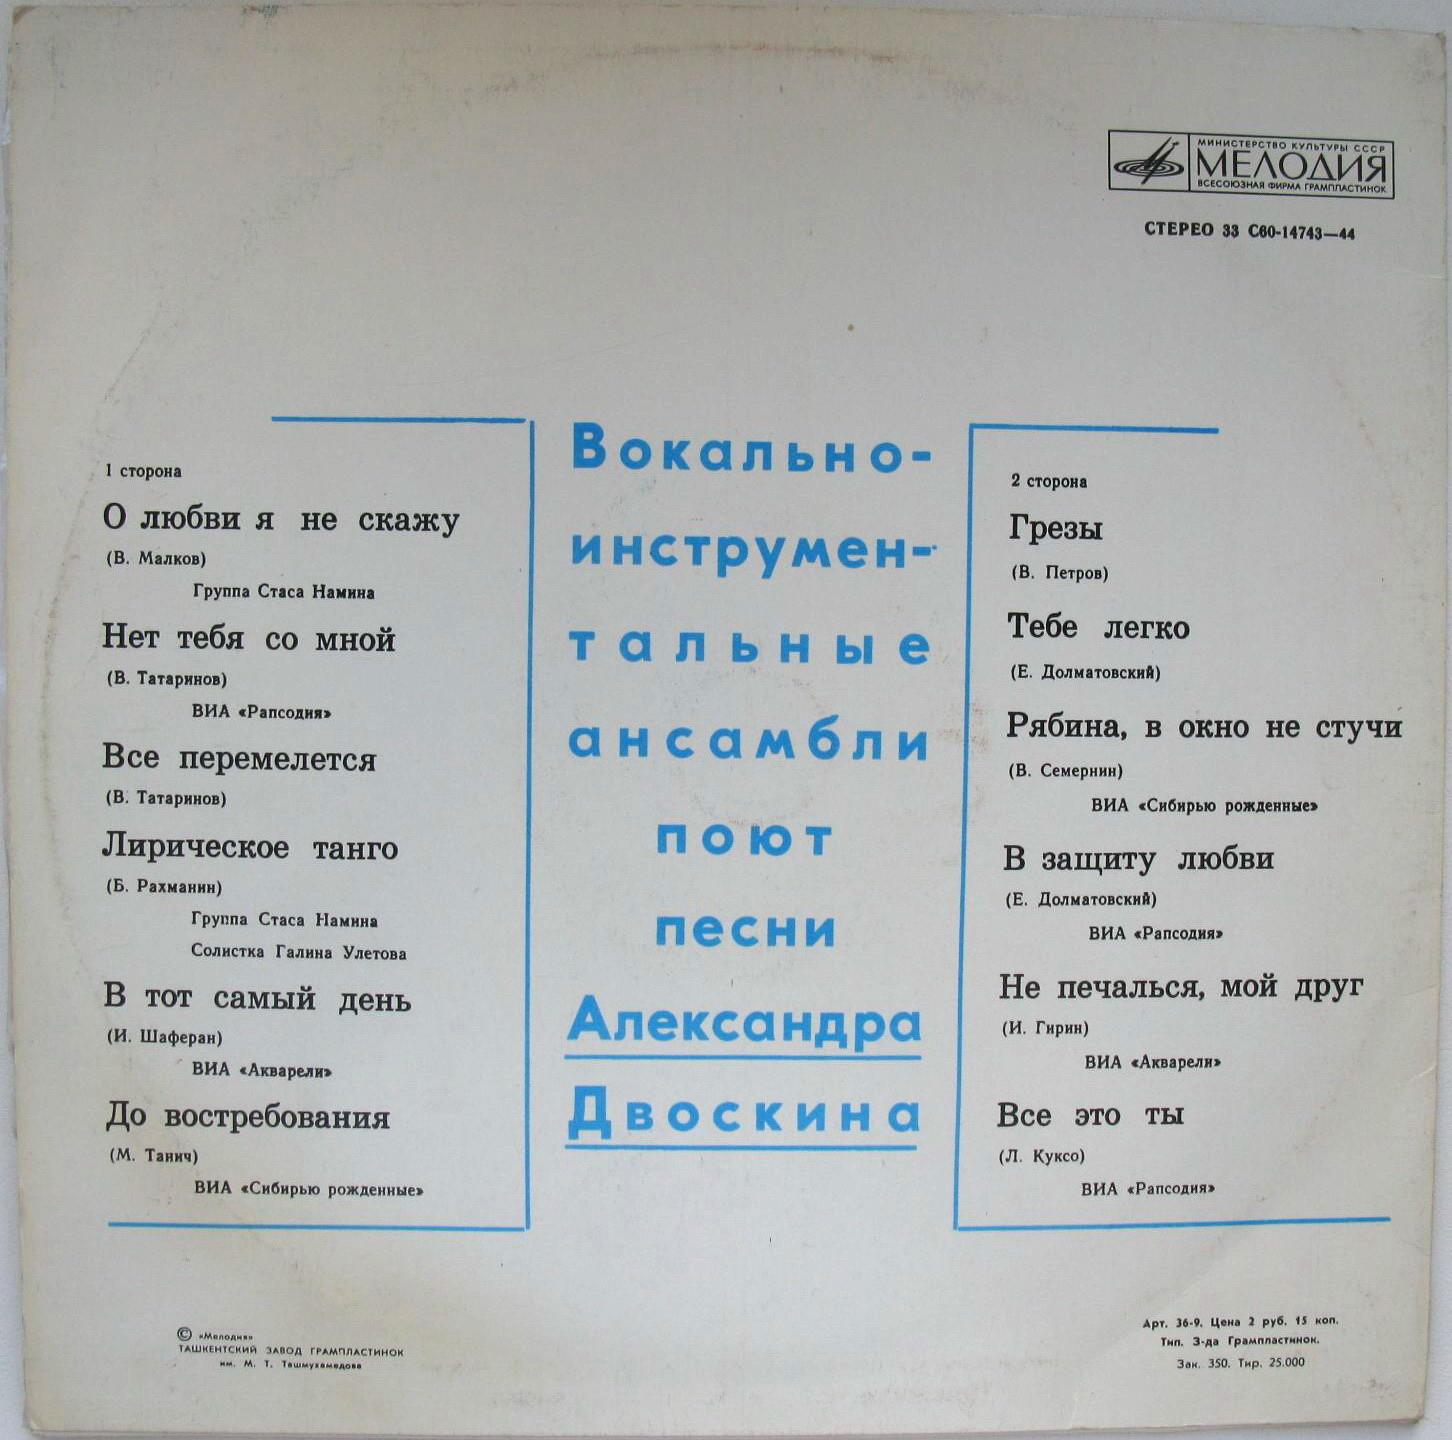 МИНИСТЕРСТВО КУЛЬТУРЫ СССР
МЕЛОДИЯ
ВСЕСОЮЗНАЯ ФИРМА ГРАМПЛАСТИНОК
СТЕРЕО 33 С60-14743—44
1 сторона
О любви я не скажу
(В. Малков)
Группа Стаса Намина
Нет тебя со мной
(В. Татаринов)
ВИА «Рапсодия»
Все перемелется
(В. Татаринов)
Лирическое танго
(Б. Рахманин)
Группа Стаса Намина
Солистка Галина Улетова
В тот самый день
(И. Шаферан)
ВИА «Акварели»
До востребования
(М. Танич)
ВИА «Сибирью рожденные»
Вокально-
инструмен-
тальные
ансамбли
поют
песни
Александра
Двоскина
2 сторона
Грезы
(В. Петров)
Тебе легко
(Е. Долматовский)
Рябина, в окно не стучи
(В. Семернин)
ВИА «Сибирью рожденные»
В защиту любви
(Е. Долматовский)
ВИА «Рапсодия»
Не печалься, мой друг
(И. Гирин)
ВИА «Акварели»
Все это ты
(Л. Куксо)
ВИА «Рапсодия»
© «Мелодия»
ТАШКЕНТСКИЙ ЗАВОД ГРАМПЛАСТИНОК
им. М. Т. Ташмухамедова
Арт. 36-9. Цена 2 руб. 15 коп.
Тип. З-да Грампластинок.
Зак. 350. Тир. 25.000